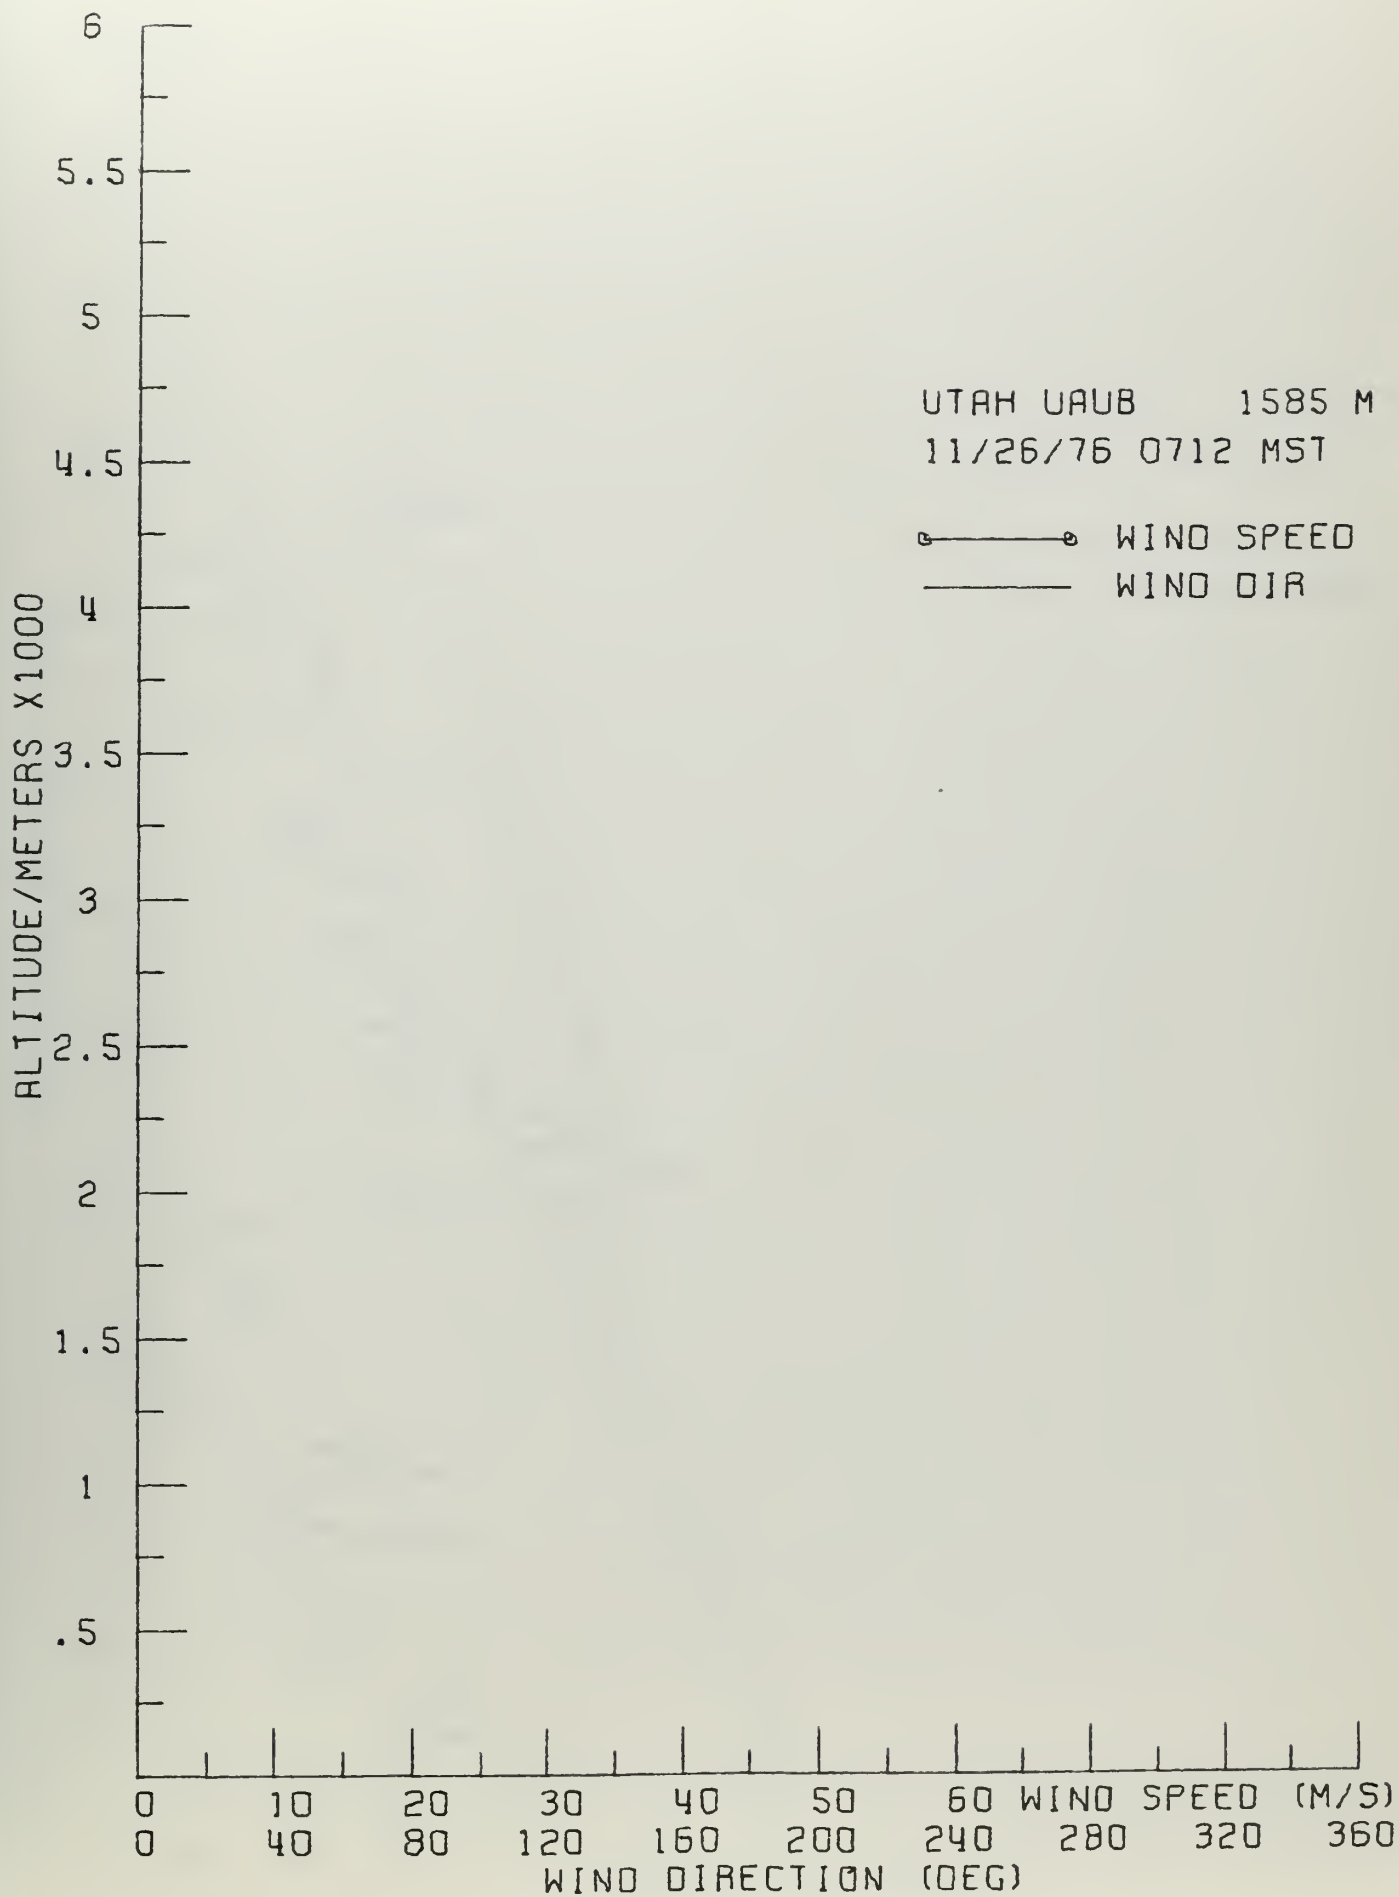 6
5.5
5
4.5
4
3.5
3
2.5
2
1.5
1
.5
ALTITUDE/METERS X1000
UTAH UAUB 1585 M
11/26/76 0712 MST
WIND SPEED
WIND DIR
0 10 20 30 40 50 60 WIND SPEED (M/S)
0 40 80 120 160 200 240 280 320 360
WIND DIRECTION (DEG)